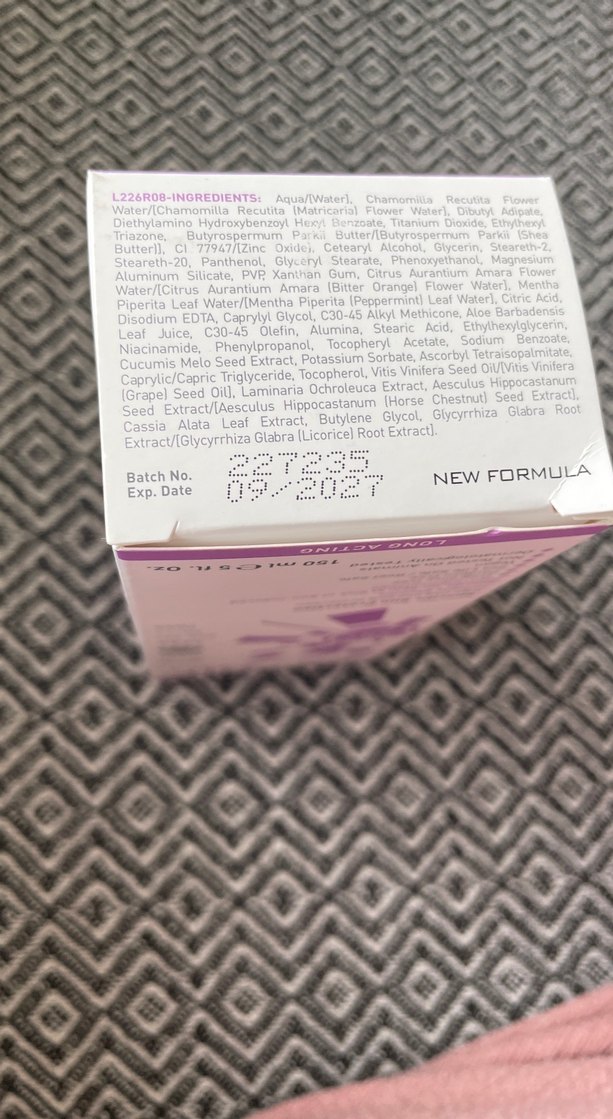 L226R08-INGREDIENTS: Aqua/[Water], Chamomilla Recutita Flower
Water/[Chamomilla Recutita (Matricaria) Flower Water], Dibutyl Adipate,
Diethylamino Hydroxybenzoyl Hexyl Benzoate, Titanium Dioxide, Ethylhexyl
Triazone, Butyrospermum Parkii Butter/[Butyrospermum Parkii (Shea
Butter)], CI 77947/[Zinc Oxide], Cetearyl Alcohol, Glycerin, Steareth-2,
Steareth-20, Panthenol, Glyceryl Stearate, Phenoxyethanol, Magnesium
Aluminum Silicate, PVP, Xanthan Gum, Citrus Aurantium Amara Flower
Water/[Citrus Aurantium Amara (Bitter Orange) Flower Water], Mentha
Piperita Leaf Water/[Mentha Piperita (Peppermint) Leaf Water], Citric Acid,
Disodium EDTA, Caprylyl Glycol, C30-45 Alkyl Methicone, Aloe Barbadensis
Leaf Juice, C30-45 Olefin, Alumina, Stearic Acid, Ethylhexylglycerin,
Niacinamide, Phenylpropanol, Tocopheryl Acetate, Sodium Benzoate,
Cucumis Melo Seed Extract, Potassium Sorbate, Ascorbyl Tetraisopalmitate,
Caprylic/Capric Triglyceride, Tocopherol, Vitis Vinifera Seed Oil/[Vitis Vinifera
(Grape) Seed Oil], Laminaria Ochroleuca Extract, Aesculus Hippocastanum
Seed Extract/[Aesculus Hippocastanum (Horse Chestnut) Seed Extract],
Cassia Alata Leaf Extract, Butylene Glycol, Glycyrrhiza Glabra Root
Extract/[Glycyrrhiza Glabra (Licorice) Root Extract].
Batch No. 227235
Exp. Date 09/2027
NEW FORMULA
LONG ACTING
150 ml e 5 fl. Oz.
Dermatologically Tested